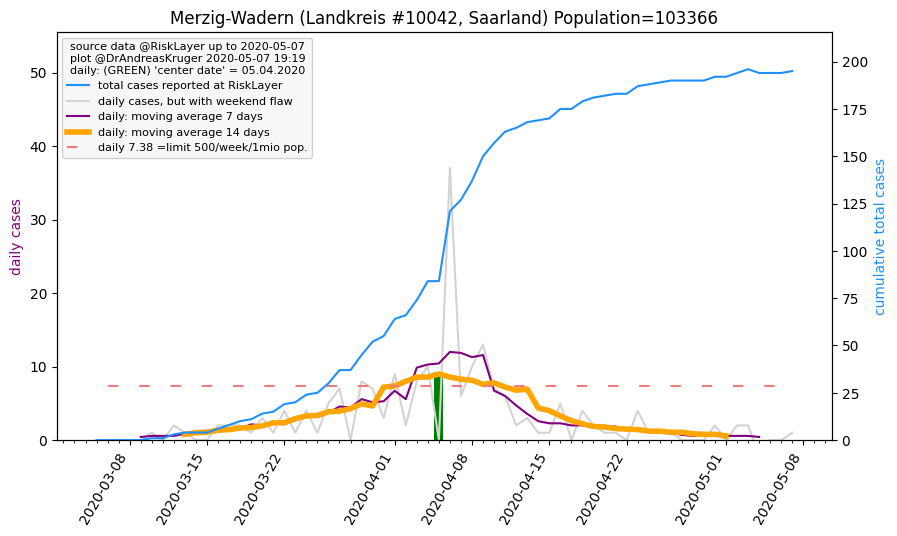 Merzig-Wadern (Landkreis #10042, Saarland) Population=103366
source data @RiskLayer up to 2020-05-07
plot @DrAndreasKruger 2020-05-07 19:19
daily: (GREEN) 'center date' = 05.04.2020
total cases reported at RiskLayer
daily cases, but with weekend flaw
daily: moving average 7 days
daily: moving average 14 days
daily 7.38 =limit 500/week/1mio pop.
daily cases
50
40
30
20
10
0
cumulative total cases
200
175
150
125
100
75
50
25
0
2020-03-08
2020-03-15
2020-03-22
2020-04-01
2020-04-08
2020-04-15
2020-04-22
2020-05-01
2020-05-08